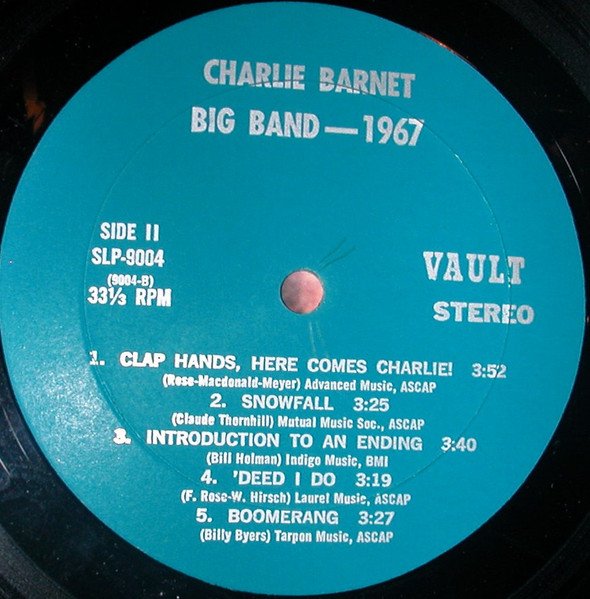 CHARLIE BARNET
BIG BAND—1967
SIDE II
SLP-9004
(9004-B)
33⅓ RPM
VAULT
STEREO
1. CLAP HANDS, HERE COMES CHARLIE! 3:52
(Rose-Macdonald-Meyer) Advanced Music, ASCAP
2. SNOWFALL 3:25
(Claude Thornhill) Mutual Music Soc., ASCAP
3. INTRODUCTION TO AN ENDING 3:40
(Bill Holman) Indigo Music, BMI
4. 'DEED I DO 3:19
(F. Rose-W. Hirsch) Laurel Music, ASCAP
5. BOOMERANG 3:27
(Billy Byers) Tarpon Music, ASCAP